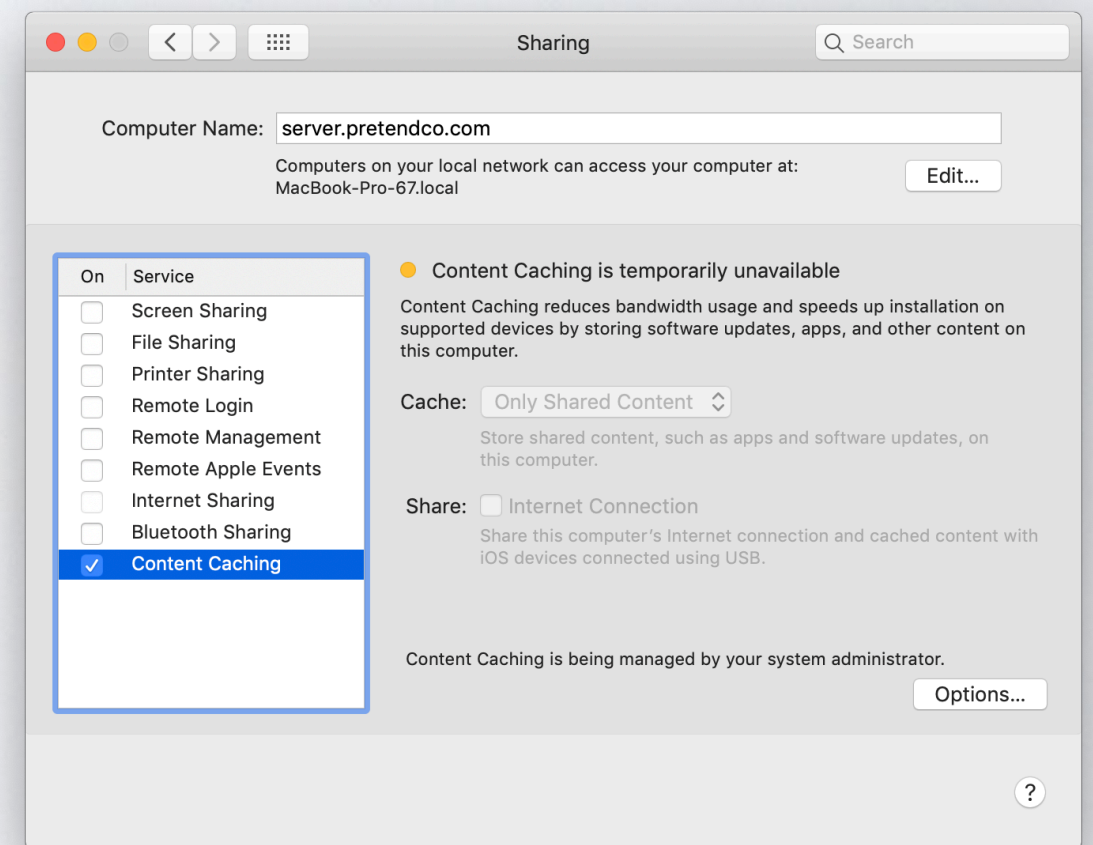 Sharing
Search
Computer Name: server.pretendco.com
Computers on your local network can access your computer at:
MacBook-Pro-67.local
Edit...
On Service
Screen Sharing
File Sharing
Printer Sharing
Remote Login
Remote Management
Remote Apple Events
Internet Sharing
Bluetooth Sharing
Content Caching
Content Caching is temporarily unavailable
Content Caching reduces bandwidth usage and speeds up installation on
supported devices by storing software updates, apps, and other content on
this computer.
Cache: Only Shared Content
Store shared content, such as apps and software updates, on
this computer.
Share: Internet Connection
Share this computer's Internet connection and cached content with
iOS devices connected using USB.
Content Caching is being managed by your system administrator.
Options...
?